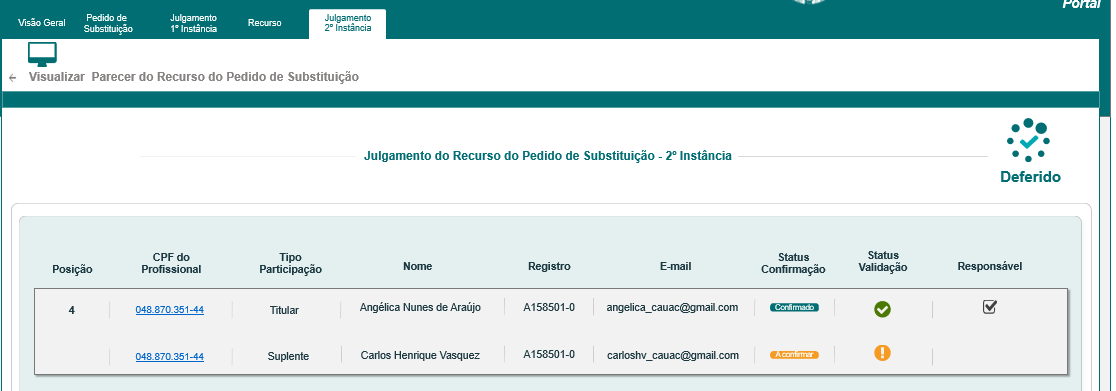 Portal
Visão Geral
Pedido de
Substituição
Julgamento
1º Instância
Recurso
Julgamento
2º Instância
← Visualizar Parecer do Recurso do Pedido de Substituição
Julgamento do Recurso do Pedido de Substituição - 2º Instância
Deferido
Posição
CPF do
Profissional
Tipo
Participação
Nome
Registro
E-mail
Status
Confirmação
Status
Validação
Responsável
4 048.870.351-44 Titular Angélica Nunes de Araújo A158501-0 angelica_cauac@gmail.com Confirmado
048.870.351-44 Suplente Carlos Henrique Vasquez A158501-0 carloshv_cauac@gmail.com A confirmar